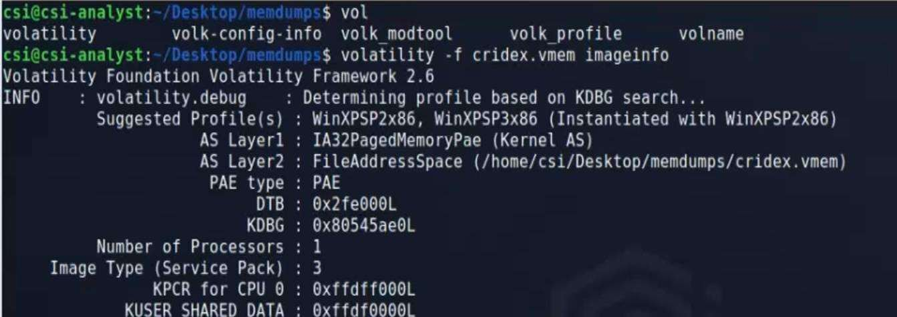 csi@csi-analyst:~/Desktop/memdumps$ vol
volatility volk-config-info volk_modtool volk_profile volname
csi@csi-analyst:~/Desktop/memdumps$ volatility -f cridex.vmem imageinfo
Volatility Foundation Volatility Framework 2.6
INFO : volatility.debug : Determining profile based on KDBG search...
Suggested Profile(s) : WinXPSP2x86, WinXPSP3x86 (Instantiated with WinXPSP2x86)
AS Layer1 : IA32PagedMemoryPae (Kernel AS)
AS Layer2 : FileAddressSpace (/home/csi/Desktop/memdumps/cridex.vmem)
PAE type : PAE
DTB : 0x2fe000L
KDBG : 0x80545ae0L
Number of Processors : 1
Image Type (Service Pack) : 3
KPCR for CPU 0 : 0xffdff000L
KUSER_SHARED_DATA : 0xffdf0000L